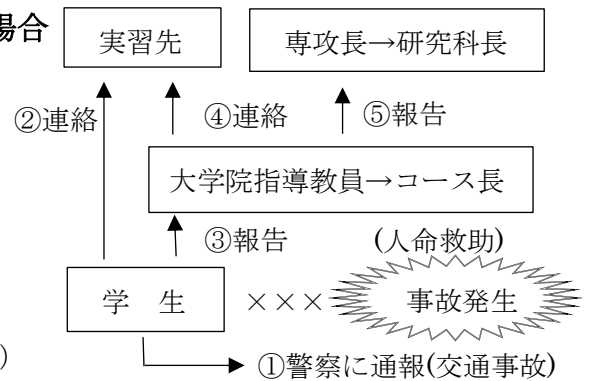 場合
実習先
専攻長→研究科長
②連絡
④連絡
⑤報告
大学院指導教員→コース長
③報告
(人命救助)
学　生
×××
事故発生
)
①警察に通報(交通事故)